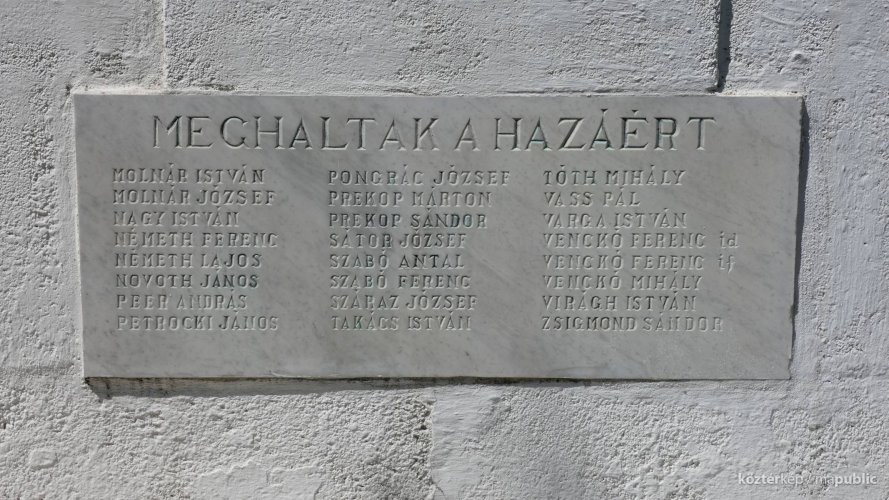 MEGHALTAK A HAZÁÉRT
MOLNÁR ISTVÁN
MOLNÁR JÓZSEF
NAGY ISTVÁN
NÉMETH FERENC
NÉMETH LAJOS
NOVOTH JÁNOS
PEER ANDRÁS
PETROCKI JÁNOS
PONGRÁC JÓZSEF
PREKOP MÁRTON
PREKOP SÁNDOR
SÁTOR JÓZSEF
SZABÓ ANTAL
SZABÓ FERENC
SZÁRAZ JÓZSEF
TAKÁCS ISTVÁN
TÓTH MIHÁLY
VASS PÁL
VARGA ISTVÁN
VENCKÓ FERENC id
VENCKÓ FERENC if
VENCKÓ MIHÁLY
VIRÁGH ISTVÁN
ZSIGMOND SÁNDOR
köztérkép / mapublic